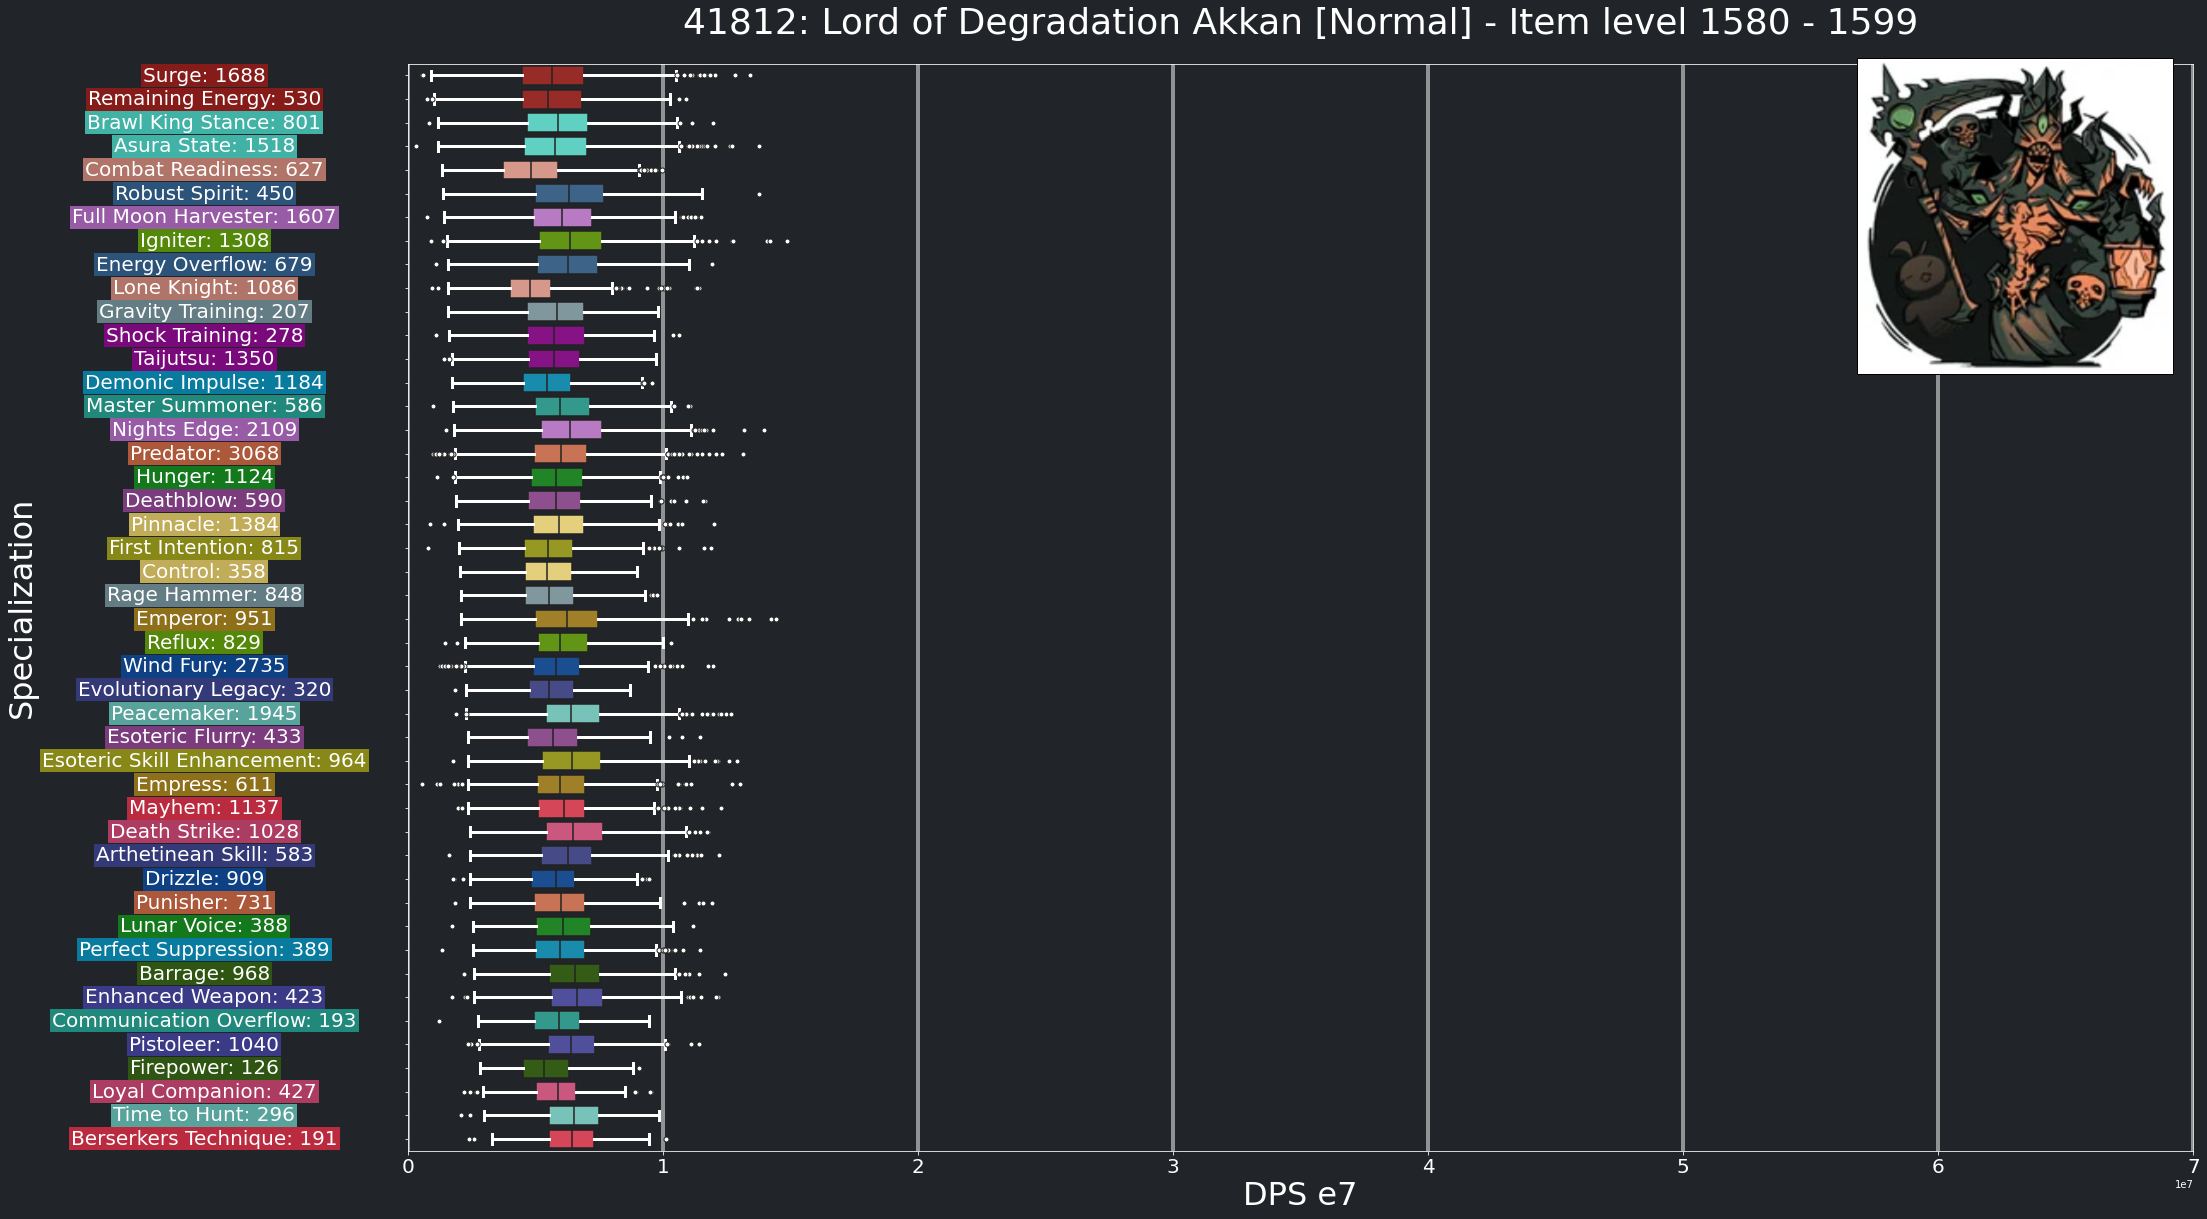 41812: Lord of Degradation Akkan [Normal] - Item level 1580 - 1599
Specialization
Surge: 1688
Remaining Energy: 530
Brawl King Stance: 801
Asura State: 1518
Combat Readiness: 627
Robust Spirit: 450
Full Moon Harvester: 1607
Igniter: 1308
Energy Overflow: 679
Lone Knight: 1086
Gravity Training: 207
Shock Training: 278
Taijutsu: 1350
Demonic Impulse: 1184
Master Summoner: 586
Nights Edge: 2109
Predator: 3068
Hunger: 1124
Deathblow: 590
Pinnacle: 1384
First Intention: 815
Control: 358
Rage Hammer: 848
Emperor: 951
Reflux: 829
Wind Fury: 2735
Evolutionary Legacy: 320
Peacemaker: 1945
Esoteric Flurry: 433
Esoteric Skill Enhancement: 964
Empress: 611
Mayhem: 1137
Death Strike: 1028
Arthetinean Skill: 583
Drizzle: 909
Punisher: 731
Lunar Voice: 388
Perfect Suppression: 389
Barrage: 968
Enhanced Weapon: 423
Communication Overflow: 193
Pistoleer: 1040
Firepower: 126
Loyal Companion: 427
Time to Hunt: 296
Berserkers Technique: 191
0 1 2 3 4 5 6 7
1e7
DPS e7